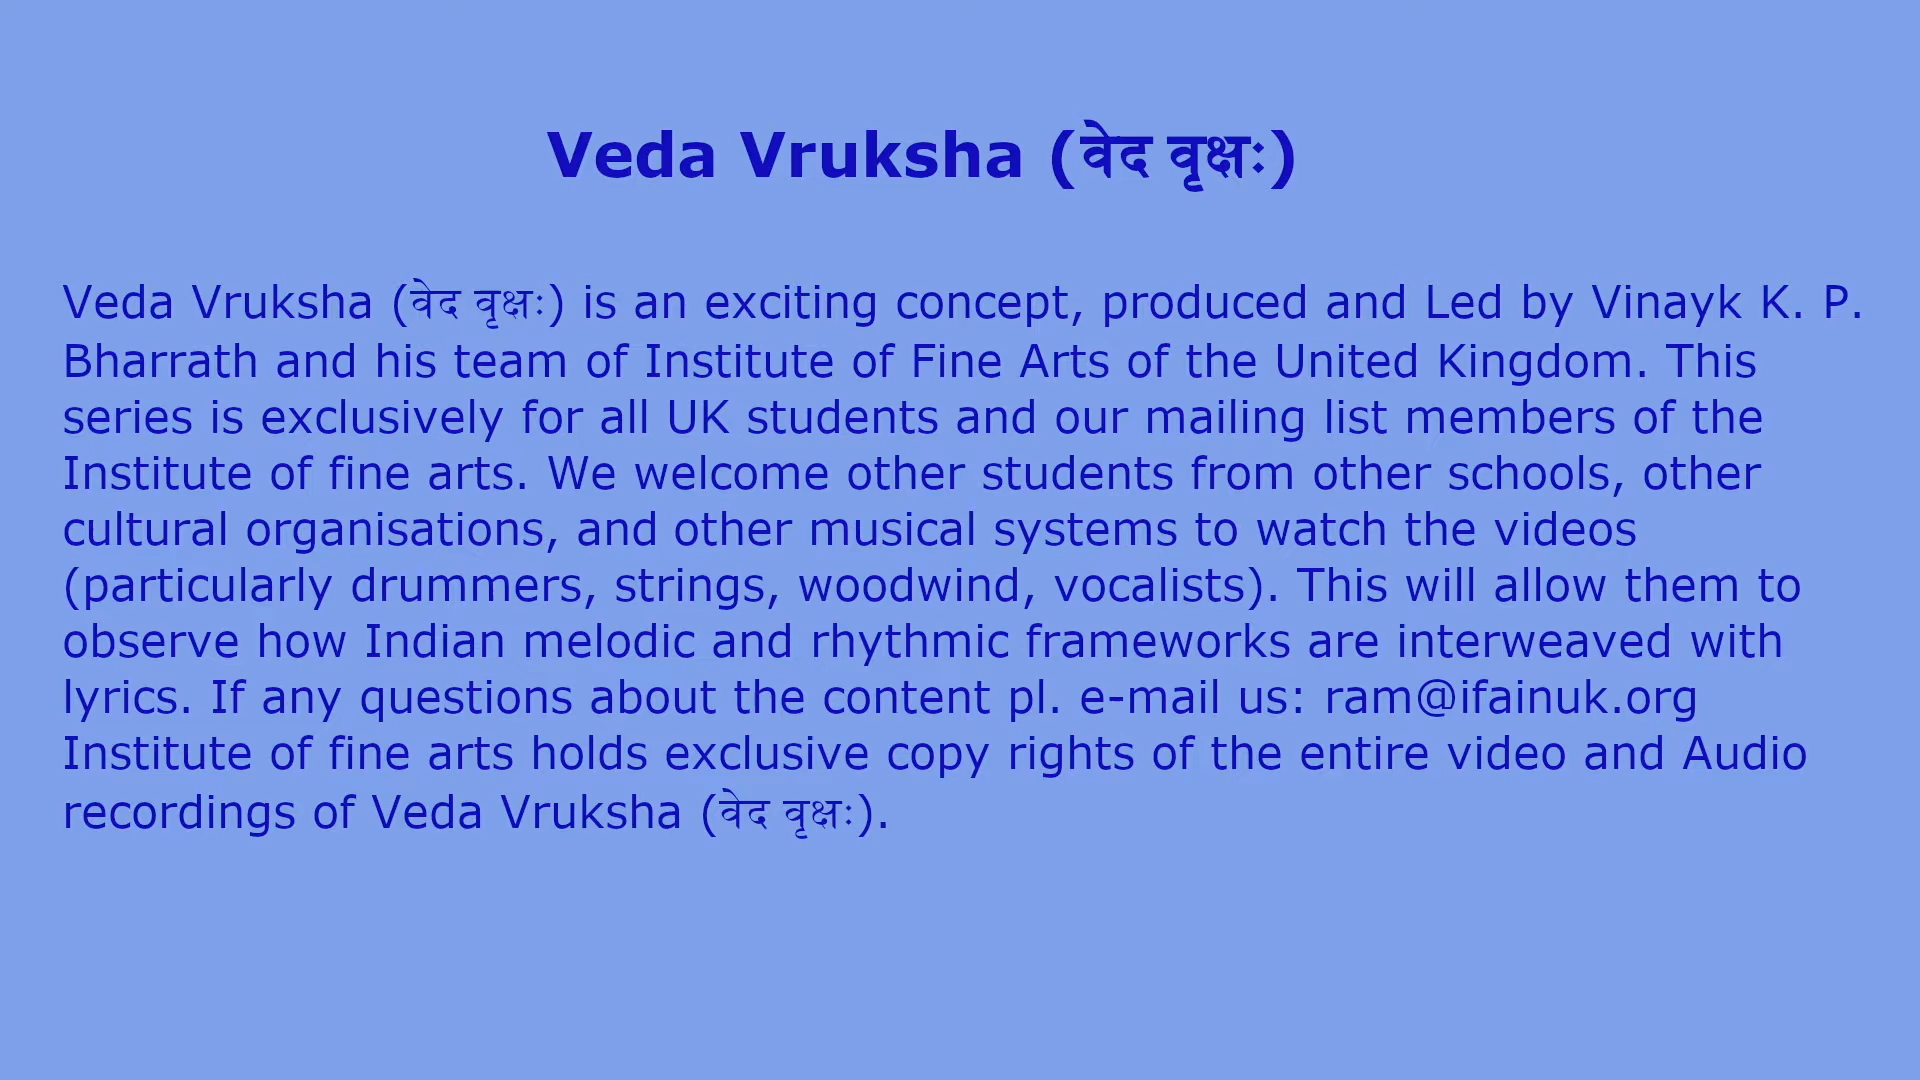 Veda Vruksha (वेद वृक्षः)
Veda Vruksha (वेद वृक्षः) is an exciting concept, produced and Led by Vinayk K. P.
Bharrath and his team of Institute of Fine Arts of the United Kingdom. This
series is exclusively for all UK students and our mailing list members of the
Institute of fine arts. We welcome other students from other schools, other
cultural organisations, and other musical systems to watch the videos
(particularly drummers, strings, woodwind, vocalists). This will allow them to
observe how Indian melodic and rhythmic frameworks are interweaved with
lyrics. If any questions about the content pl. e-mail us: ram@ifainuk.org
Institute of fine arts holds exclusive copy rights of the entire video and Audio
recordings of Veda Vruksha (वेद वृक्षः).